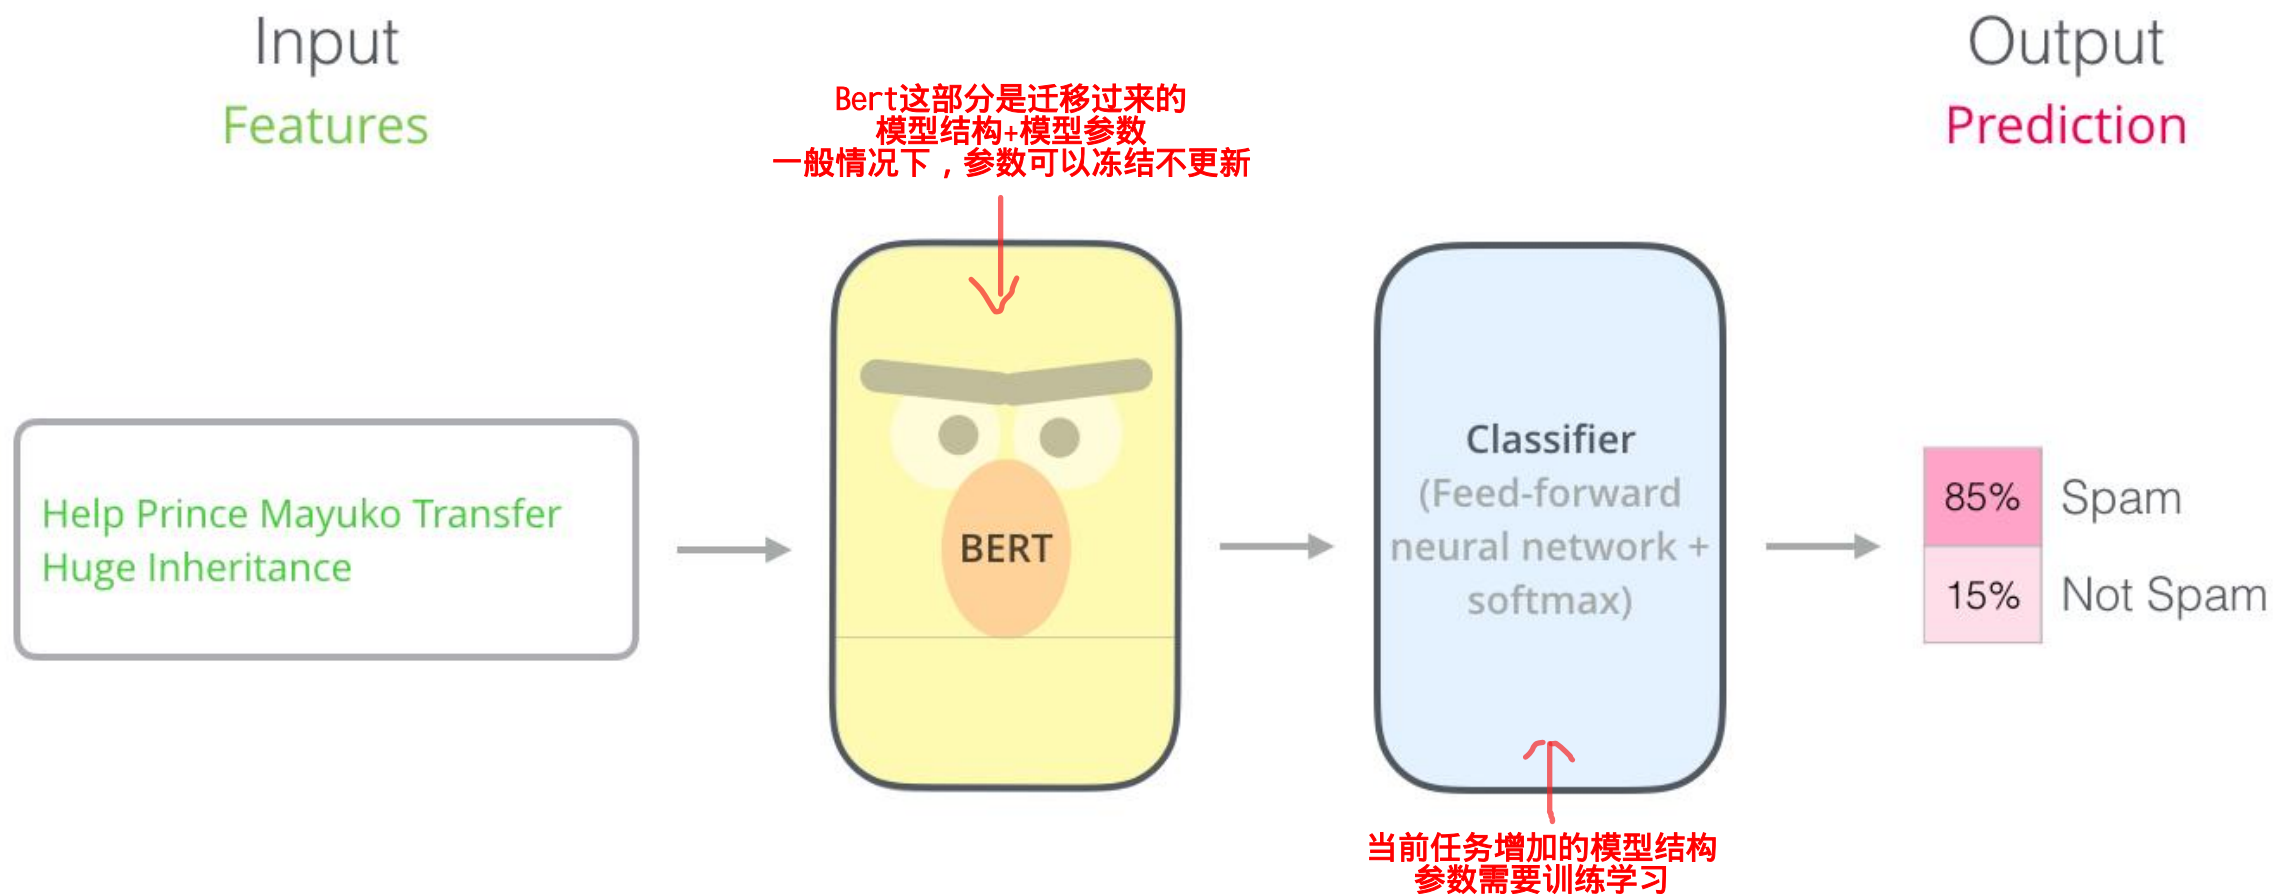 Input
Features
Bert这部分是迁移过来的
模型结构+模型参数
一般情况下，参数可以冻结不更新
Output
Prediction
Help Prince Mayuko Transfer
Huge Inheritance
BERT
Classifier
(Feed-forward
neural network +
softmax)
85% Spam
15% Not Spam
当前任务增加的模型结构
参数需要训练学习